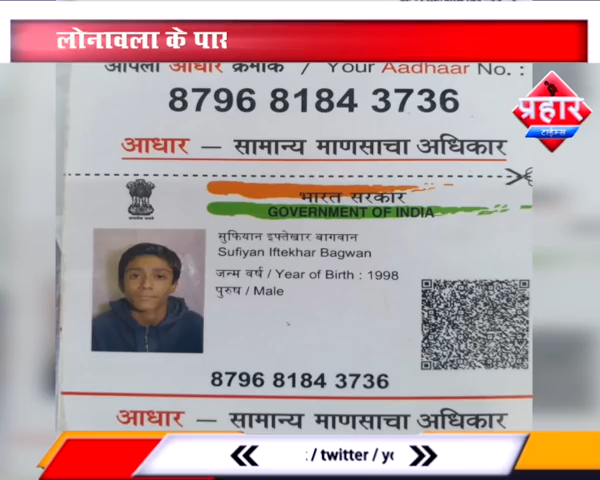 लोनावला के पार
आपला आधार क्रमांक / Your Aadhaar No. :
प्रहार
टाईम्स
8796 8184 3736
आधार — सामान्य माणसाचा अधिकार
भारत सरकार
GOVERNMENT OF INDIA
सुफियान इफ्तेखार बागवान
Sufiyan Iftekhar Bagwan
जन्म वर्ष / Year of Birth : 1998
पुरुष / Male
8796 8184 3736
आधार — सामान्य माणसाचा अधिकार
/ twitter / yo